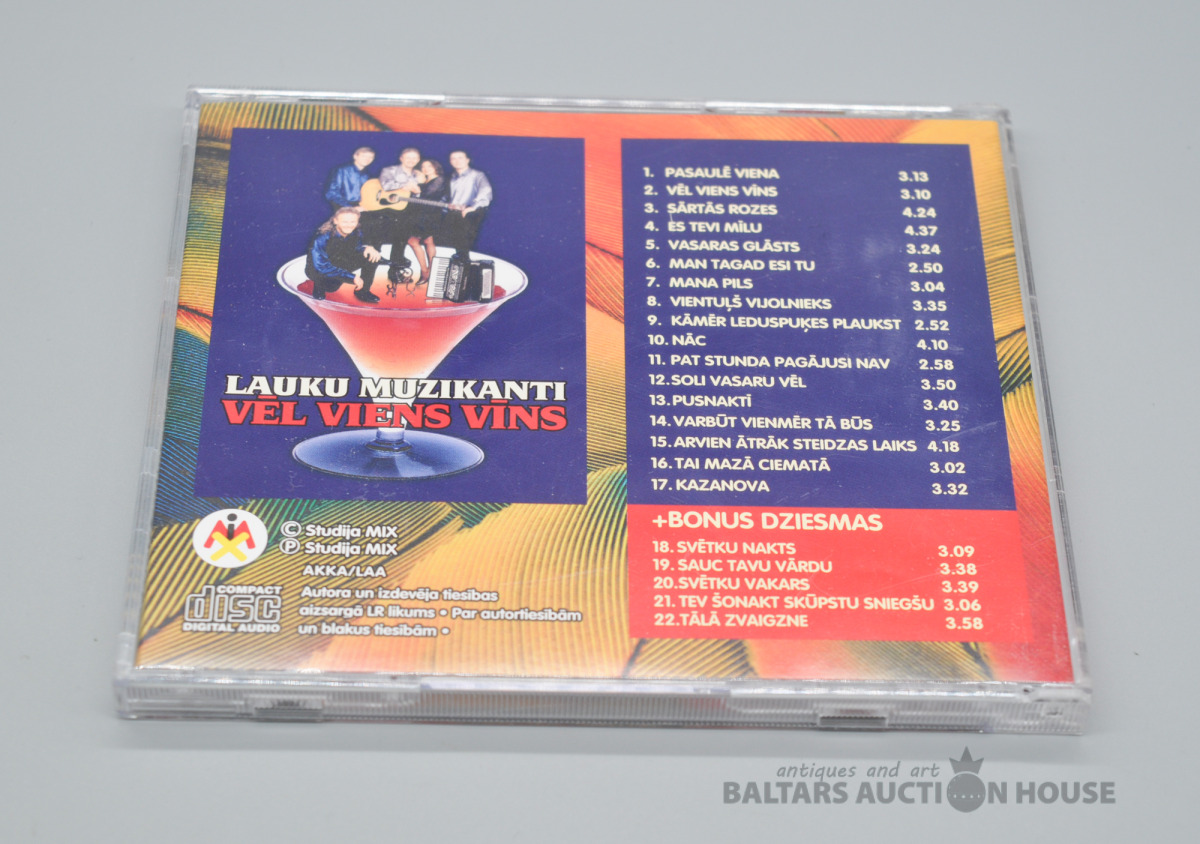 LAUKU MUZIKANTI
VĒL VIENS VĪNS
MiX
© Studija MIX
℗ Studija MIX
AKKA/LAA
COMPACT
disc
DIGITAL AUDIO
Autora un izdevēja tiesības
aizsargā LR likums • Par autortiesībām
un blakus tiesībām •
1. PASAULĒ VIENA 3.13
2. VĒL VIENS VĪNS 3.10
3. SĀRTĀS ROZES 4.24
4. ES TEVI MĪLU 4.37
5. VASARAS GLĀSTS 3.24
6. MAN TAGAD ESI TU 2.50
7. MANA PILS 3.04
8. VIENTUĻŠ VIJOLNIEKS 3.35
9. KĀMĒR LEDUSPUĶES PLAUKST 2.52
10. NĀC 4.10
11. PAT STUNDA PAGĀJUSI NAV 2.58
12. SOLI VASARU VĒL 3.50
13. PUSNAKTĪ 3.40
14. VARBŪT VIENMĒR TĀ BŪS 3.25
15. ARVIEN ĀTRĀK STEIDZAS LAIKS 4.18
16. TAI MAZĀ CIEMATĀ 3.02
17. KAZANOVA 3.32
+BONUS DZIESMAS
18. SVĒTKU NAKTS 3.09
19. SAUC TAVU VĀRDU 3.38
20. SVĒTKU VAKARS 3.39
21. TEV ŠONAKT SKŪPSTU SNIEGŠU 3.06
22. TĀLĀ ZVAIGZNE 3.58
antiques and art
BALTARS AUCTION HOUSE